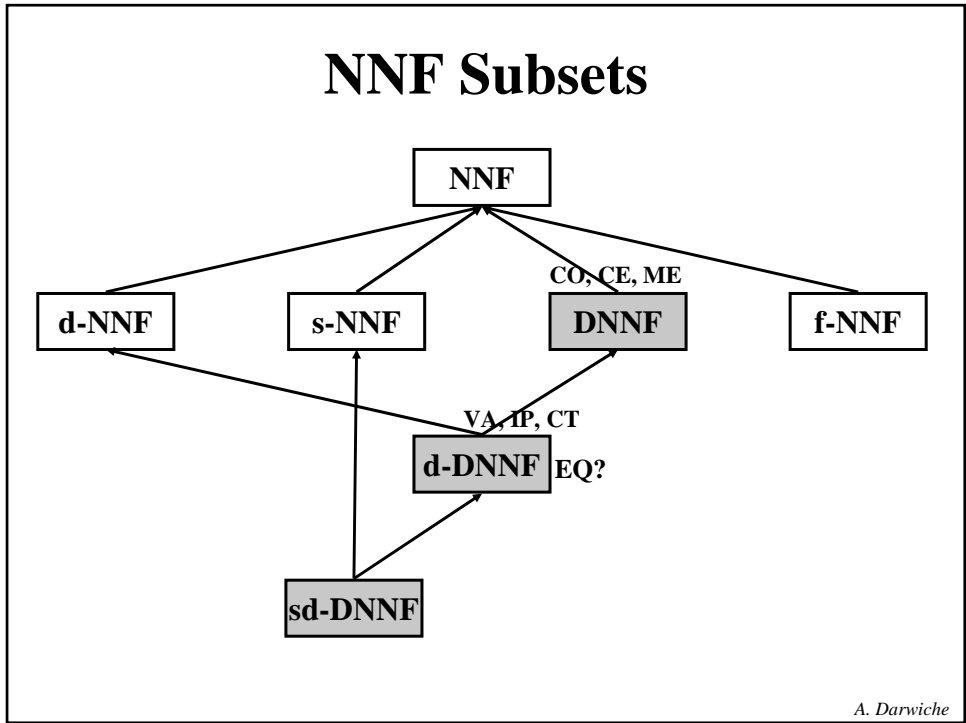 NNF Subsets
NNF
CO, CE, ME
d-NNF
s-NNF
DNNF
f-NNF
VA, IP, CT
d-DNNF
EQ?
sd-DNNF
A. Darwiche